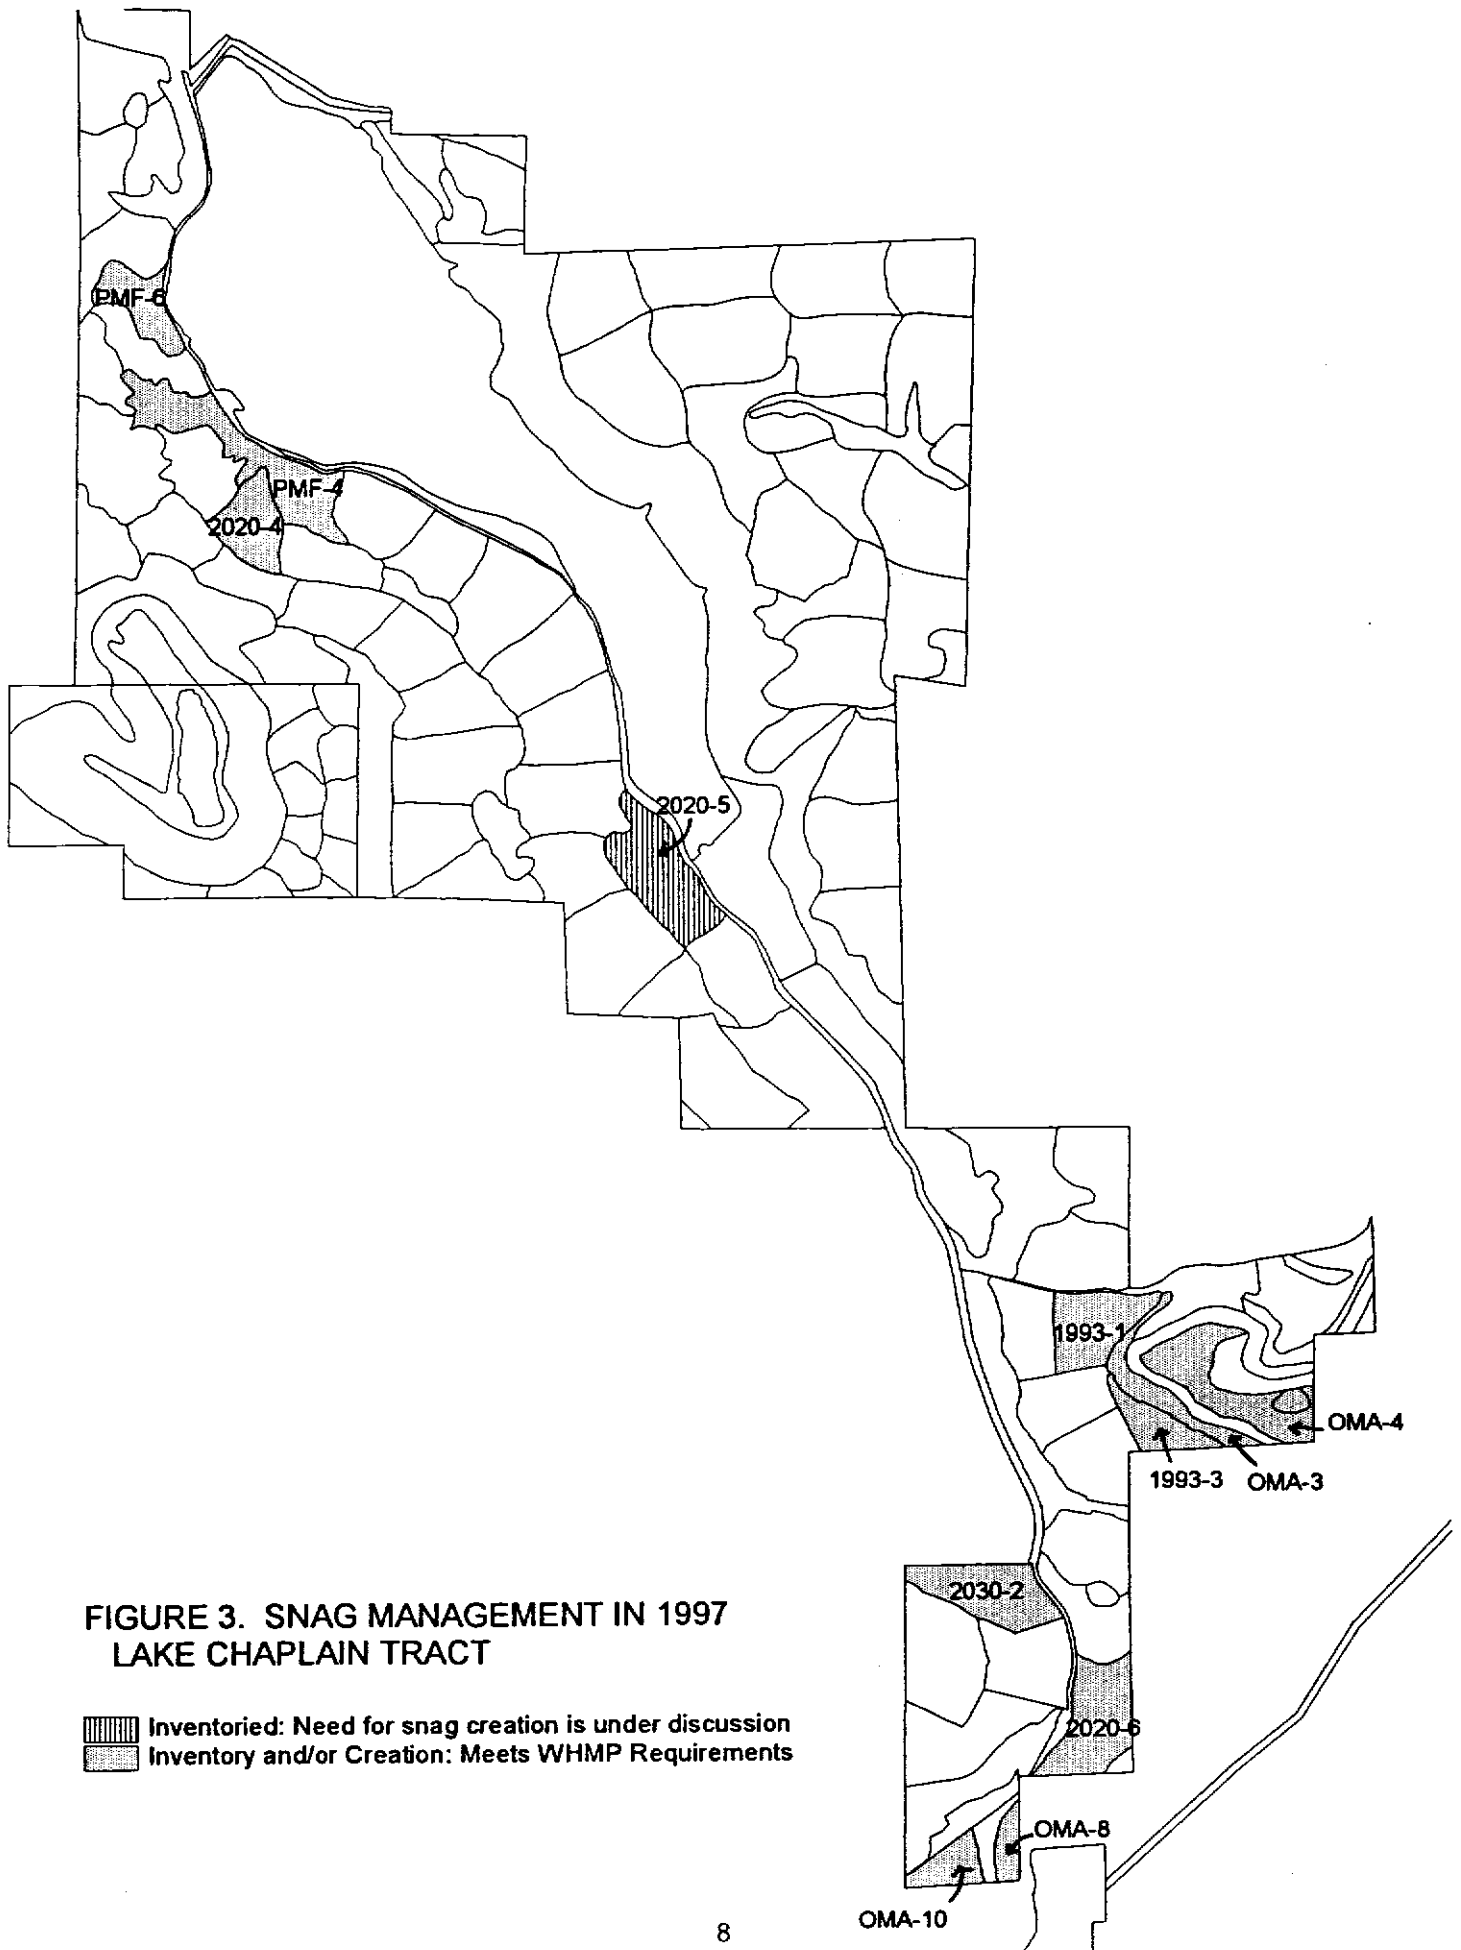 PMF-6
PMF-4
2020-4
2020-5
1993-1
OMA-4
1993-3
OMA-3
2030-2
FIGURE 3. SNAG MANAGEMENT IN 1997
LAKE CHAPLAIN TRACT
Inventoried: Need for snag creation is under discussion
2020-6
Inventory and/or Creation: Meets WHMP Requirements
OMA-8
OMA-10
8